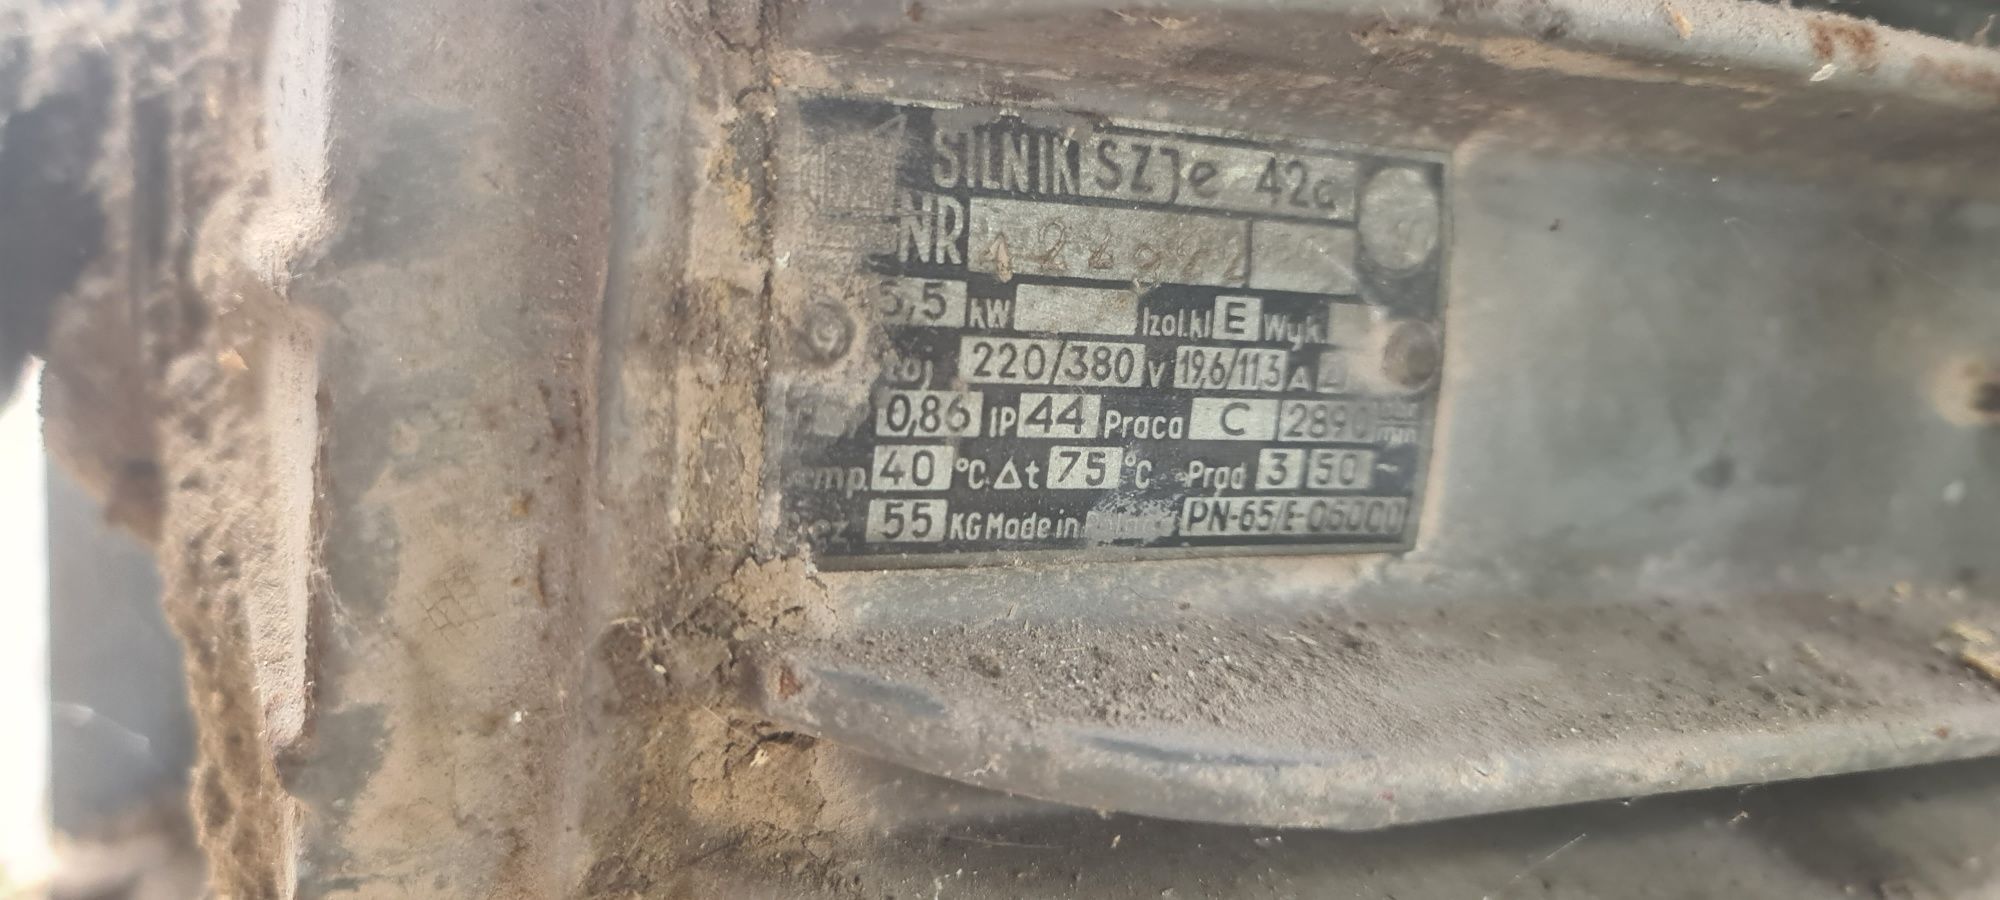 SILNIK SZJe 42a
NR
5,5 kW Izol.kl E Wyk.
220/380 V 19,6/11,3 A
0,86 IP 44 Praca C 2890
40 °C Δt 75 °C Prąd 3 50 ~
55 KG Made in PN-65/E-06000